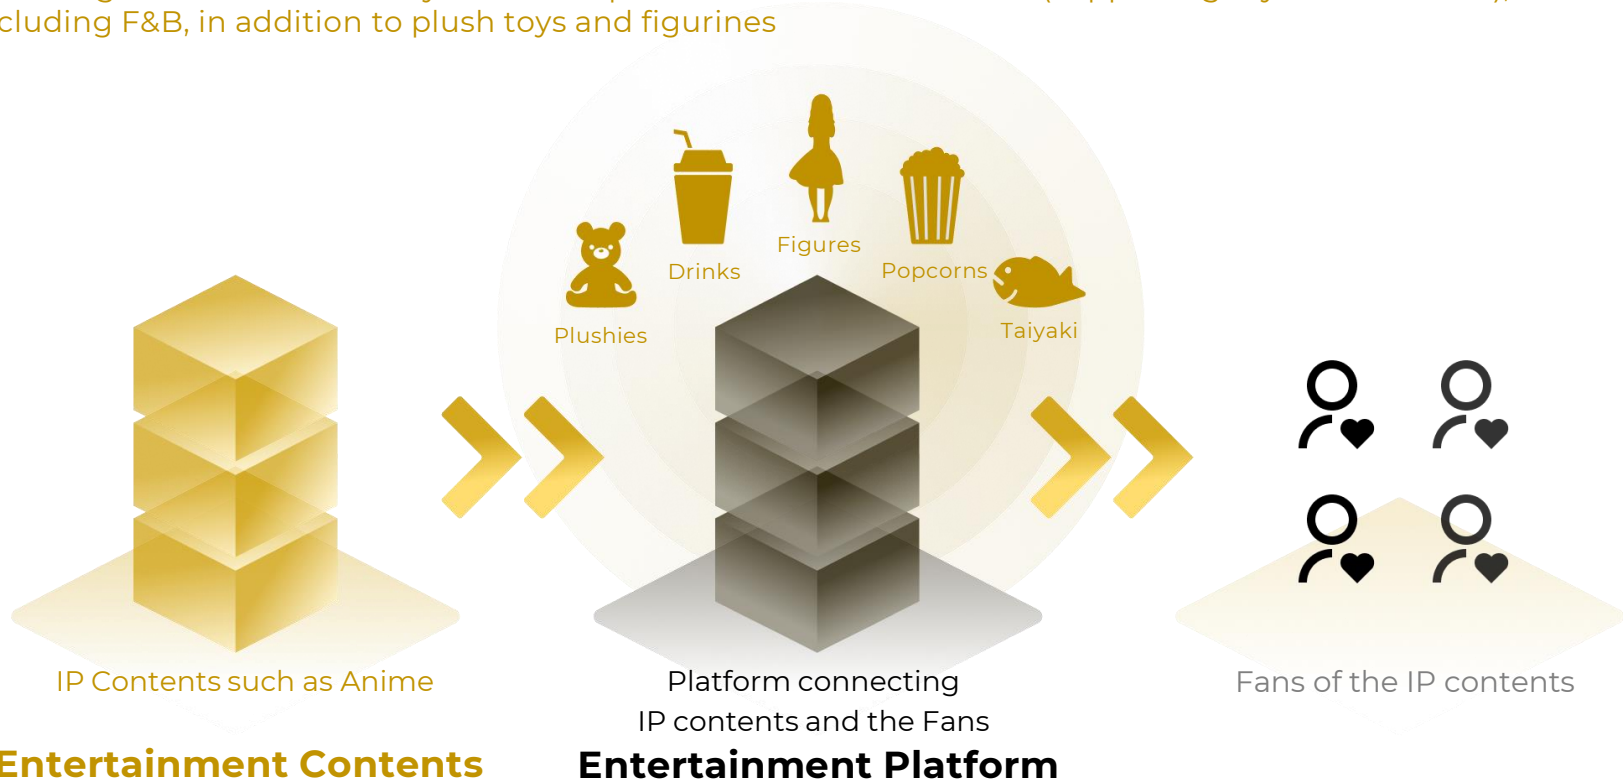 cluding F&B, in addition to plush toys and figurines
Figures
Drinks
Popcorns
Plushies
Taiyaki
IP Contents such as Anime
Platform connecting
IP contents and the Fans
Fans of the IP contents
Entertainment Contents
Entertainment Platform